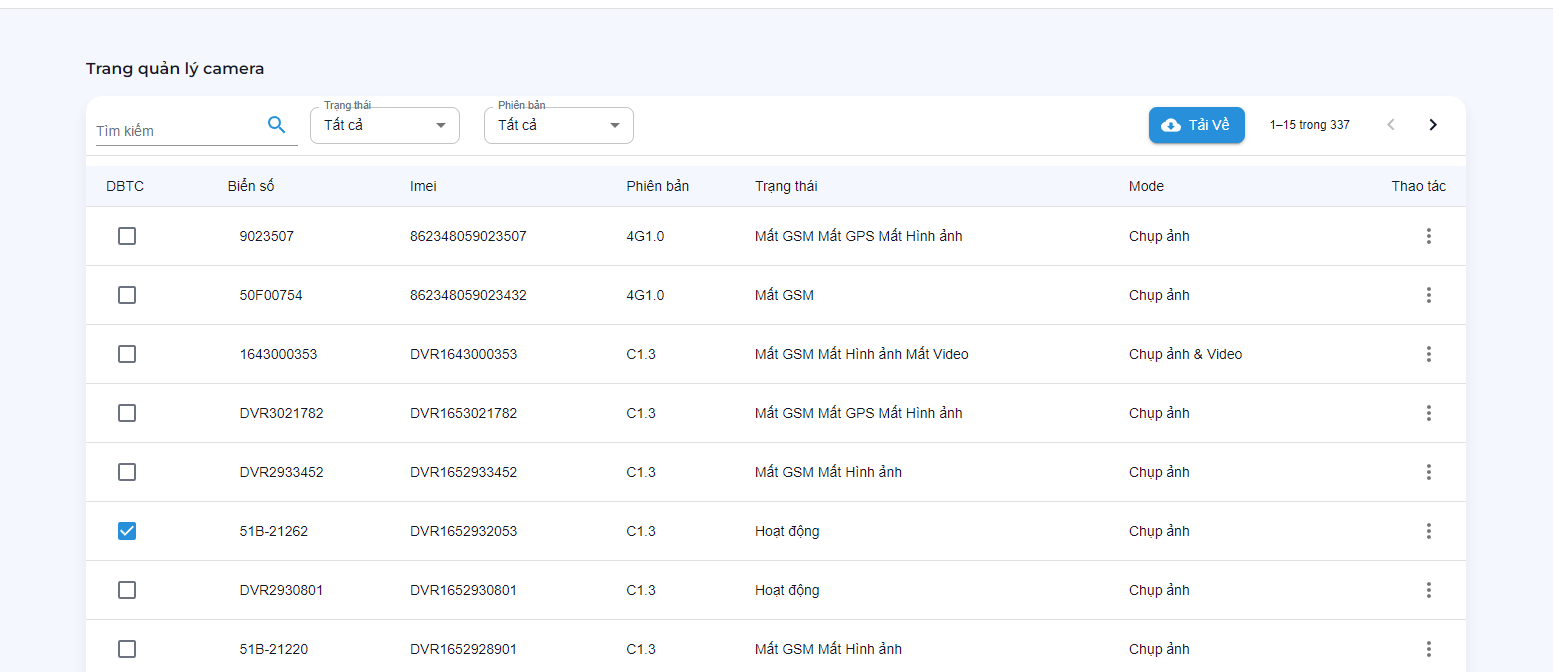 Trang quản lý camera
Tìm kiếm
Trạng thái
Tất cả
Phiên bản
Tất cả
Tải Về
1–15 trong 337
DBTC Biển số Imei Phiên bản Trạng thái Mode Thao tác
9023507 862348059023507 4G1.0 Mất GSM Mất GPS Mất Hình ảnh Chụp ảnh
50F00754 862348059023432 4G1.0 Mất GSM Chụp ảnh
1643000353 DVR1643000353 C1.3 Mất GSM Mất Hình ảnh Mất Video Chụp ảnh & Video
DVR3021782 DVR1653021782 C1.3 Mất GSM Mất GPS Mất Hình ảnh Chụp ảnh
DVR2933452 DVR1652933452 C1.3 Mất GSM Mất Hình ảnh Chụp ảnh
51B-21262 DVR1652932053 C1.3 Hoạt động Chụp ảnh
DVR2930801 DVR1652930801 C1.3 Hoạt động Chụp ảnh
51B-21220 DVR1652928901 C1.3 Mất GSM Mất Hình ảnh Chụp ảnh